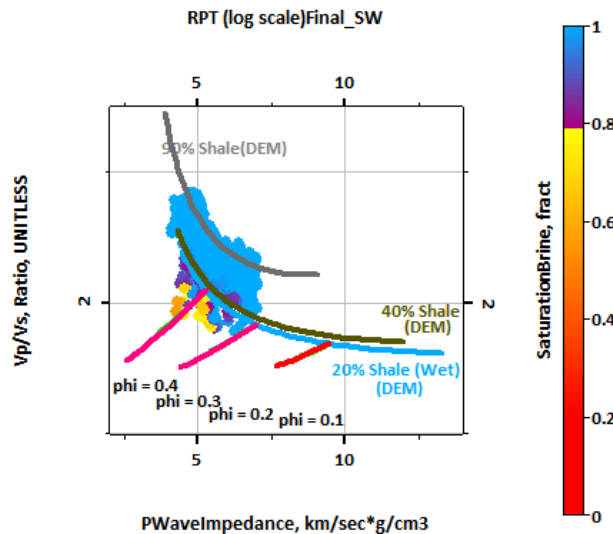 RPT (log scale)Final_SW
5 10
90% Shale(DEM)
2
2
40% Shale
(DEM)
20% Shale (Wet)
(DEM)
phi = 0.4
phi = 0.3
phi = 0.2
phi = 0.1
5 10
PWaveImpedance, km/sec*g/cm3
Vp/Vs, Ratio, UNITLESS
SaturationBrine, fract
1
0.8
0.6
0.4
0.2
0